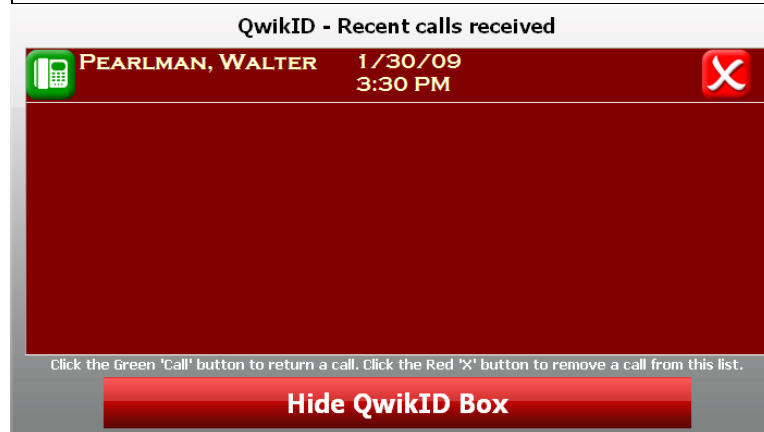 QwikID - Recent calls received
Pearlman, Walter 1/30/09
3:30 PM
Click the Green 'Call' button to return a call. Click the Red 'X' button to remove a call from this list.
Hide QwikID Box